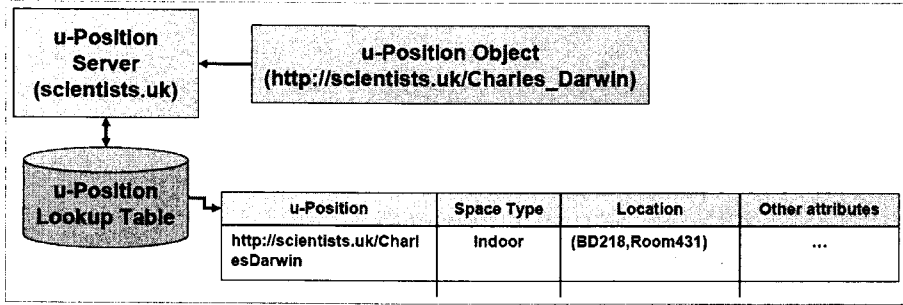 u-Position
Server
(scientists.uk)
u-Position Object
(http://scientists.uk/Charles_Darwin)
u-Position
Lookup Table
u-Position
Space Type
Location
Other attributes
http://scientists.uk/Charl
esDarwin
Indoor
(BD218,Room431)
...